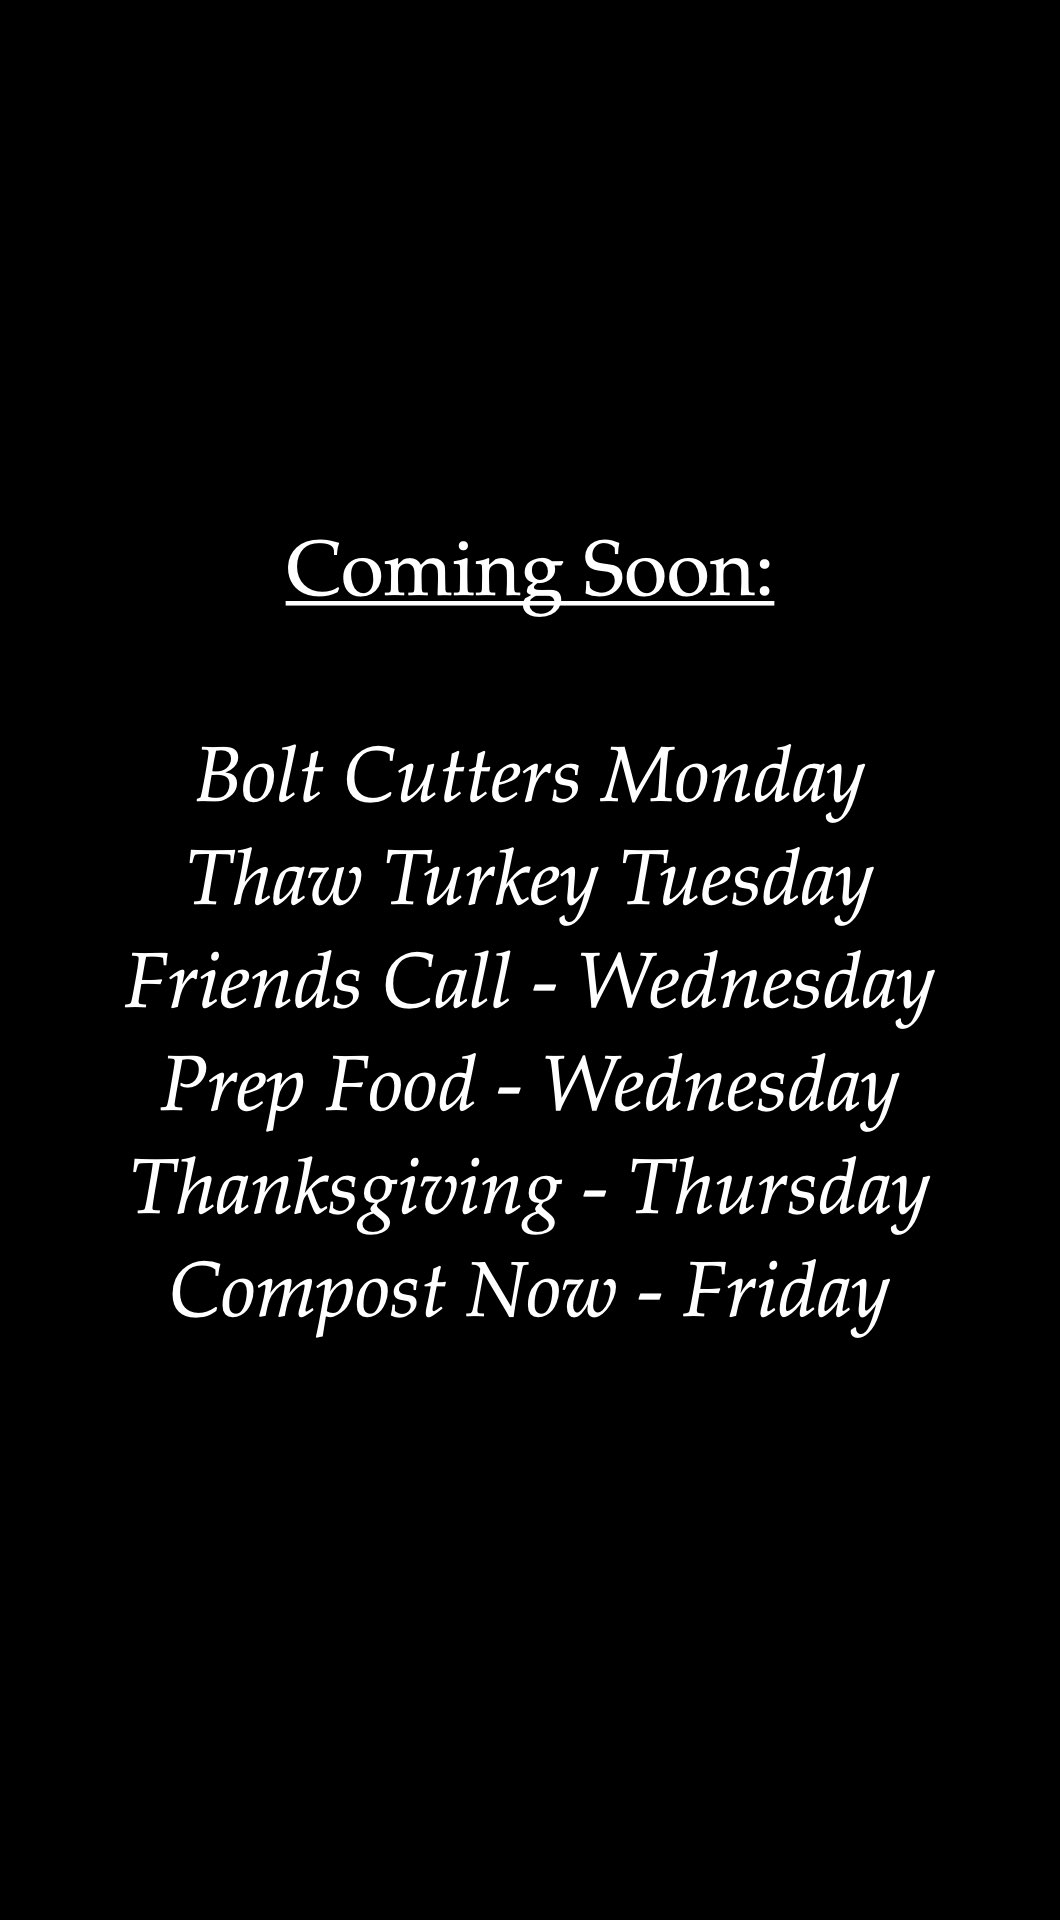 Coming Soon:
Bolt Cutters Monday
Thaw Turkey Tuesday
Friends Call - Wednesday
Prep Food - Wednesday
Thanksgiving - Thursday
Compost Now - Friday